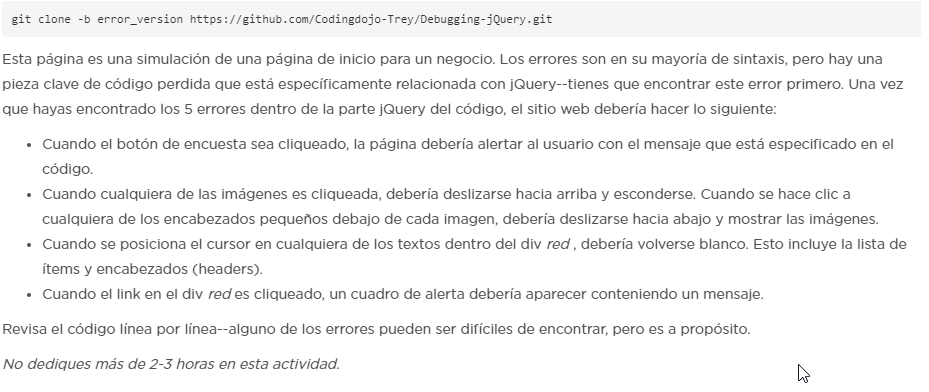 git clone -b error_version https://github.com/Codingdojo-Trey/Debugging-jQuery.git
Esta página es una simulación de una página de inicio para un negocio. Los errores son en su mayoría de sintaxis, pero hay una
pieza clave de código perdida que está específicamente relacionada con jQuery--tienes que encontrar este error primero. Una vez
que hayas encontrado los 5 errores dentro de la parte jQuery del código, el sitio web debería hacer lo siguiente:
• Cuando el botón de encuesta sea cliqueado, la página debería alertar al usuario con el mensaje que está especificado en el
código.
• Cuando cualquiera de las imágenes es cliqueada, debería deslizarse hacia arriba y esconderse. Cuando se hace clic a
cualquiera de los encabezados pequeños debajo de cada imagen, debería deslizarse hacia abajo y mostrar las imágenes.
• Cuando se posiciona el cursor en cualquiera de los textos dentro del div red , debería volverse blanco. Esto incluye la lista de
ítems y encabezados (headers).
• Cuando el link en el div red es cliqueado, un cuadro de alerta debería aparecer conteniendo un mensaje.
Revisa el código línea por línea--alguno de los errores pueden ser difíciles de encontrar, pero es a propósito.
No dediques más de 2-3 horas en esta actividad.